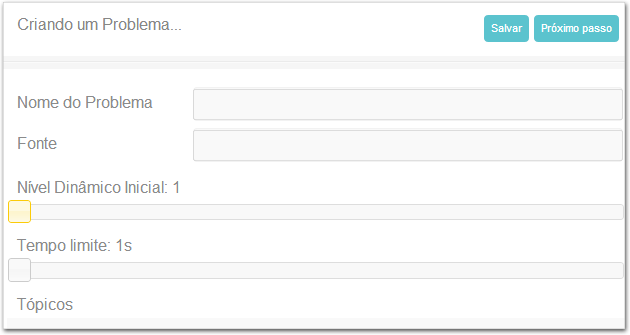 Criando um Problema...
Salvar
Próximo passo
Nome do Problema
Fonte
Nível Dinâmico Inicial: 1
Tempo limite: 1s
Tópicos